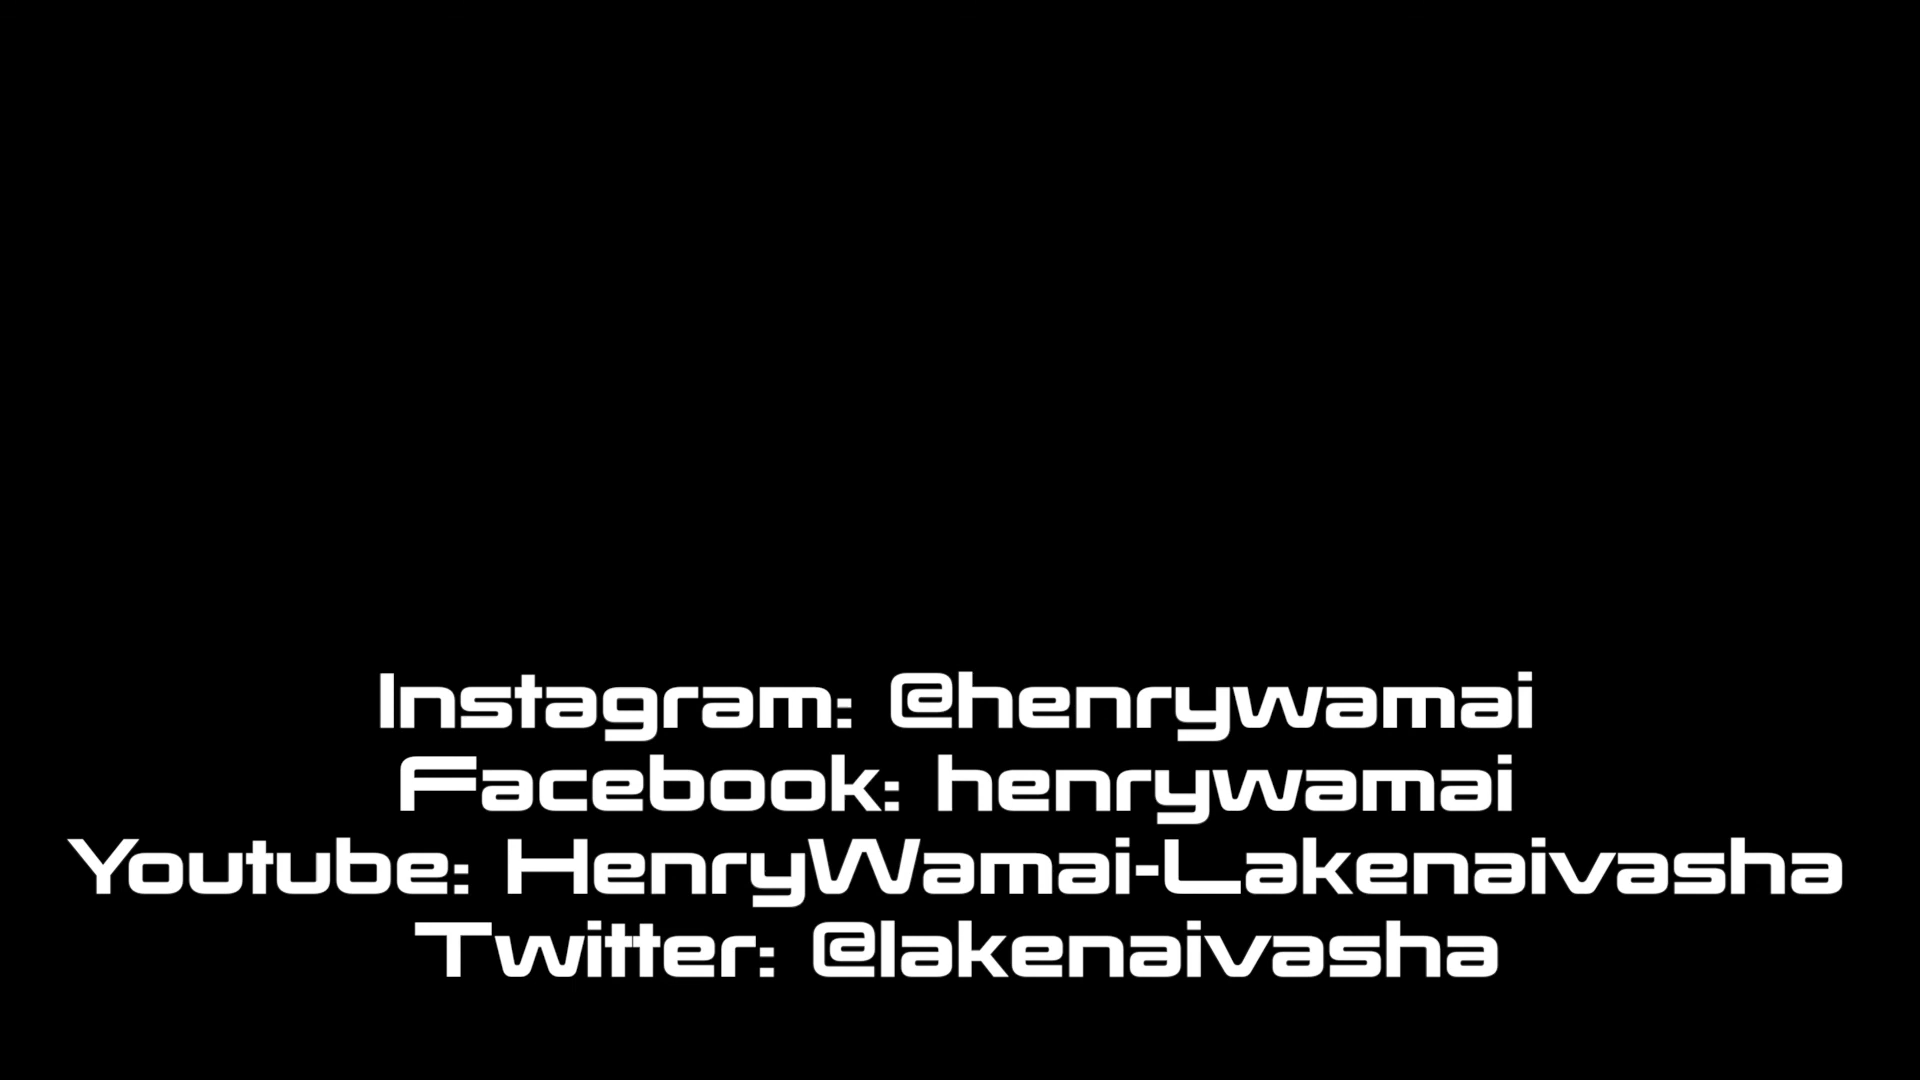 Instagram: @henrywamai
Facebook: henrywamai
Youtube: HenryWamai-Lakenaivasha
Twitter: @lakenaivasha